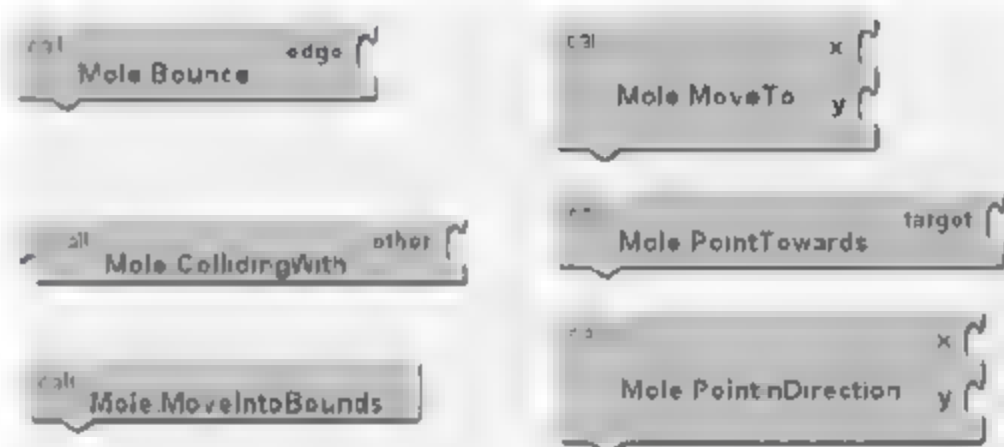 call
edge
Mole Bounce
call
x
Mole MoveTo
y
call
other
Mole CollidingWith
target
Mole PointTowards
call
Mole.MoveIntoBounds
x
Mole PointInDirection
y